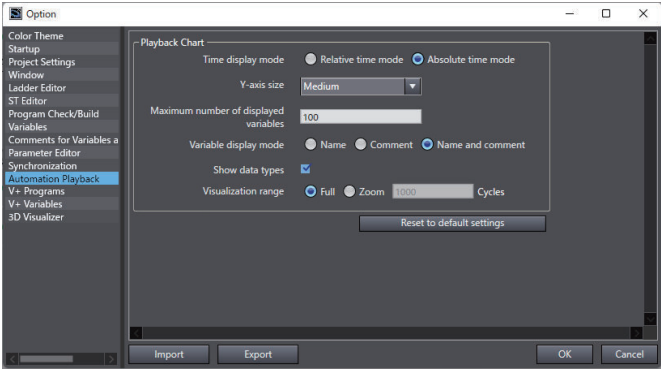 Option
Color Theme
Startup
Project Settings
Window
Ladder Editor
ST Editor
Program Check/Build
Variables
Comments for Variables a
Parameter Editor
Synchronization
Automation Playback
V+ Programs
V+ Variables
3D Visualizer
Playback Chart
Time display mode Relative time mode Absolute time mode
Y-axis size Medium
Maximum number of displayed
variables 100
Variable display mode Name Comment Name and comment
Show data types
Visualization range Full Zoom 1000 Cycles
Reset to default settings
Import Export OK Cancel